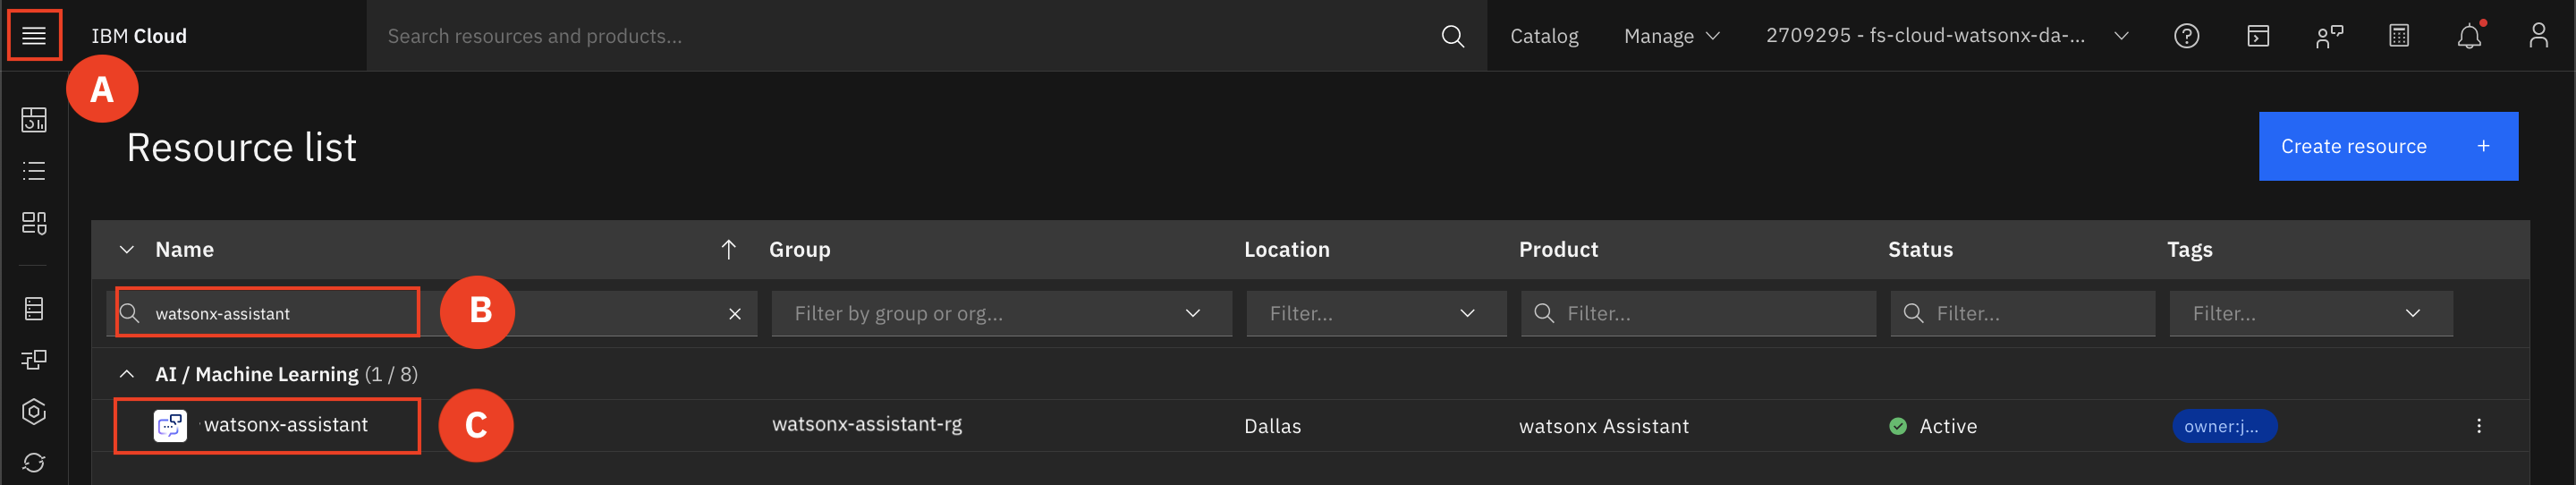 IBM Cloud
Search resources and products...
Catalog
Manage
2709295 - fs-cloud-watsonx-da-...
A
Resource list
Create resource +
Name
Group
Location
Product
Status
Tags
watsonx-assistant
B
Filter by group or org...
Filter...
Filter...
Filter...
Filter...
AI / Machine Learning (1 / 8)
watsonx-assistant
C
watsonx-assistant-rg
Dallas
watsonx Assistant
Active
owner:j...